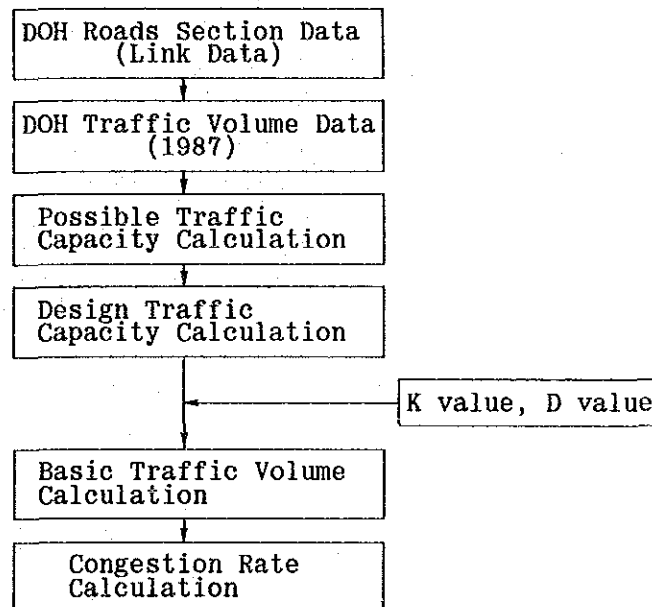 DOH Roads Section Data
(Link Data)
DOH Traffic Volume Data
(1987)
Possible Traffic
Capacity Calculation
Design Traffic
Capacity Calculation
K value, D value
Basic Traffic Volume
Calculation
Congestion Rate
Calculation